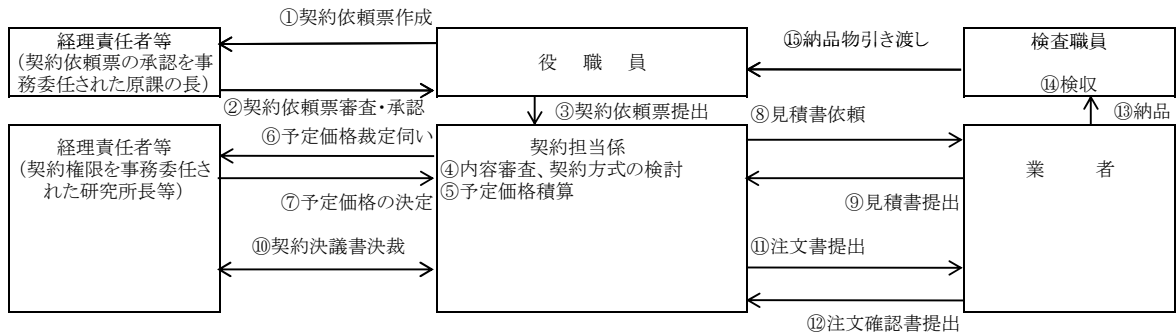 ①契約依頼票作成
経理責任者等
(契約依頼票の承認を事
務委任された原課の長)
役 職 員
⑮納品物引き渡し
検査職員
⑭検収
②契約依頼票審査・承認
③契約依頼票提出
⑧見積書依頼
⑬納品
⑥予定価格裁定伺い
経理責任者等
(契約権限を事務委任さ
れた研究所長等)
契約担当係
④内容審査、契約方式の検討
⑤予定価格積算
業 者
⑦予定価格の決定
⑨見積書提出
⑩契約決議書決裁
⑪注文書提出
⑫注文確認書提出